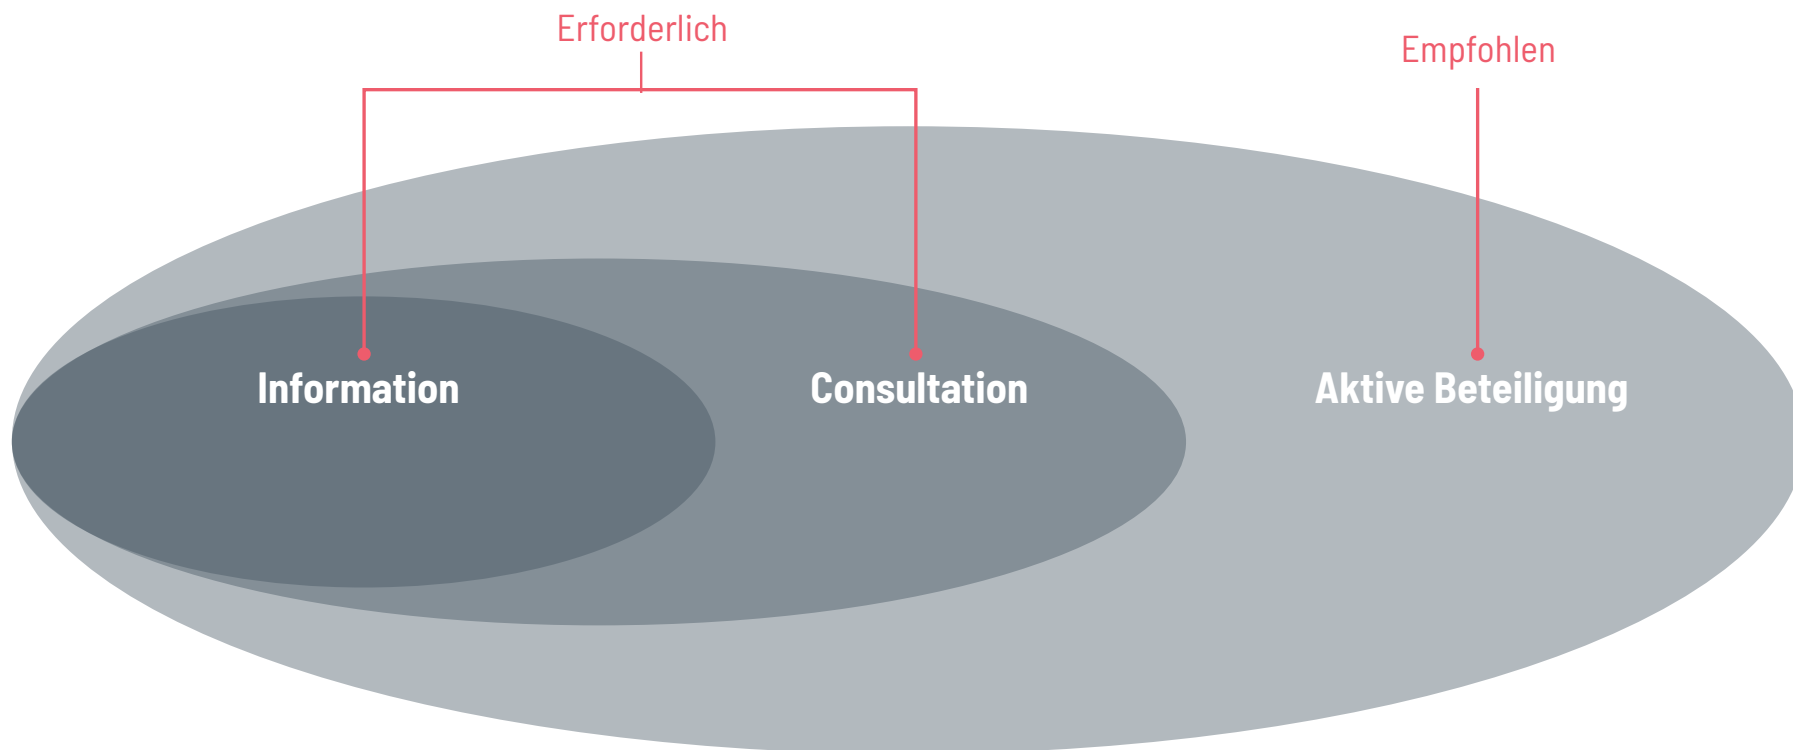 Erforderlich
Empfohlen
Information
Consultation
Aktive Beteiligung